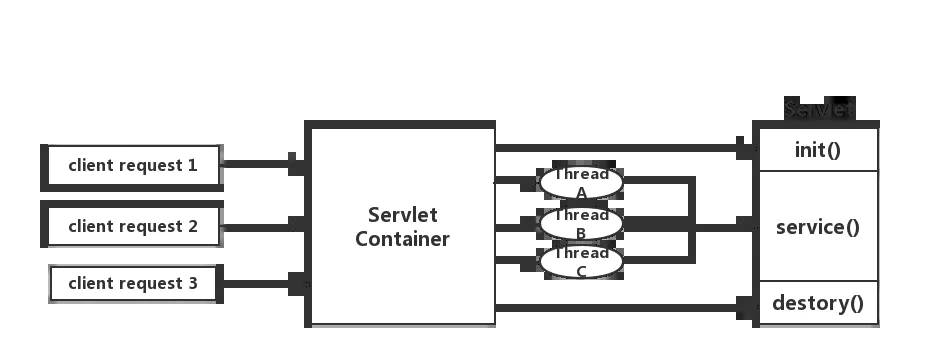 Servlet
init()
client request 1
Thread
A
Servlet
Container
client request 2
Thread
B
service()
Thread
C
client request 3
destory()